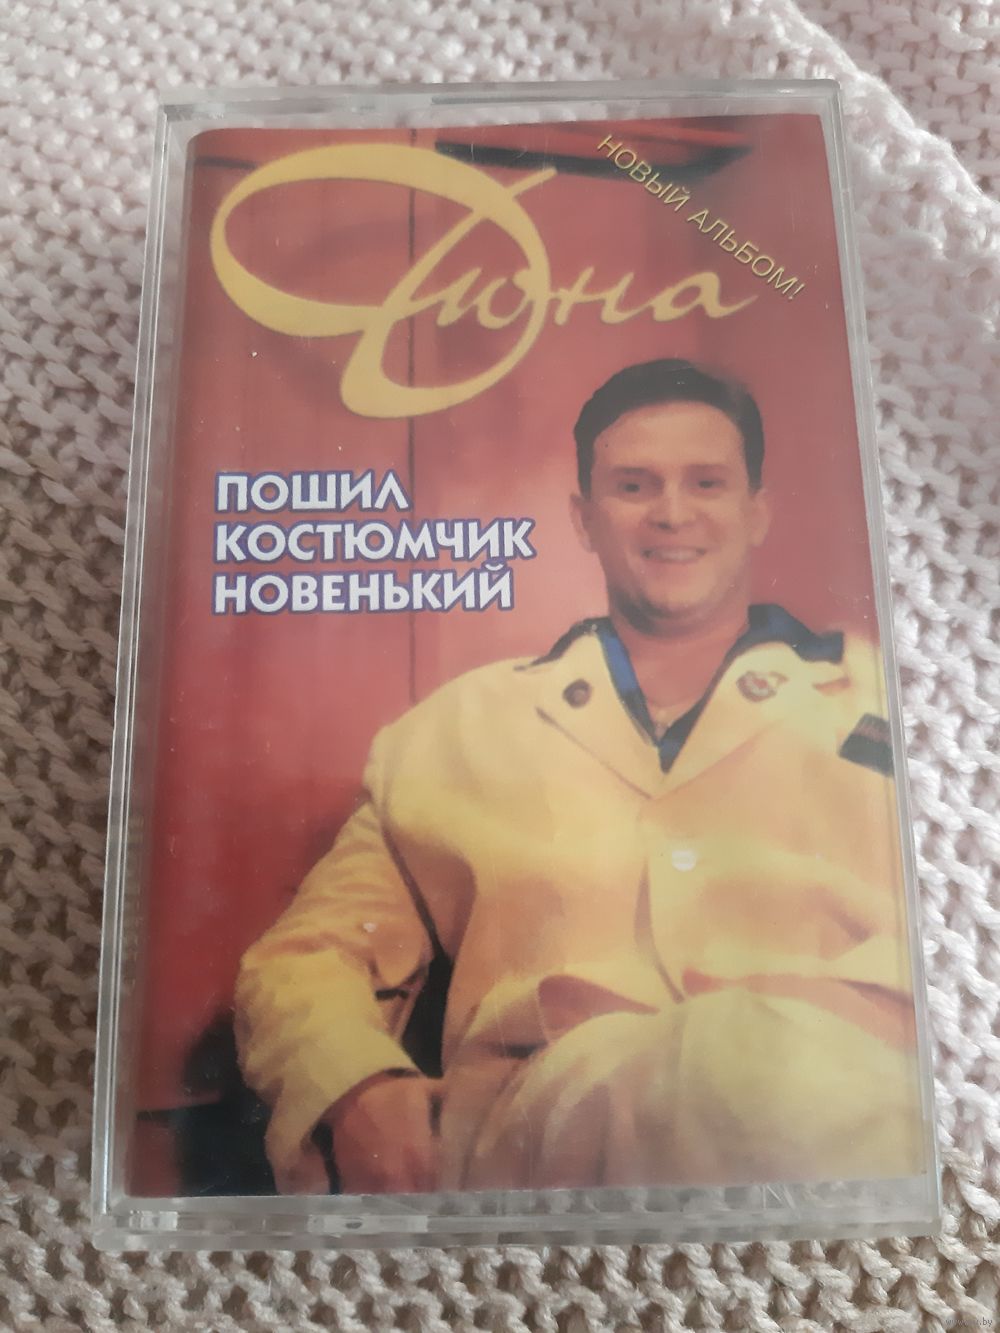 НОВЫЙ АЛЬБОМ!
Дюна
ПОШИЛ
КОСТЮМЧИК
НОВЕНЬКИЙ